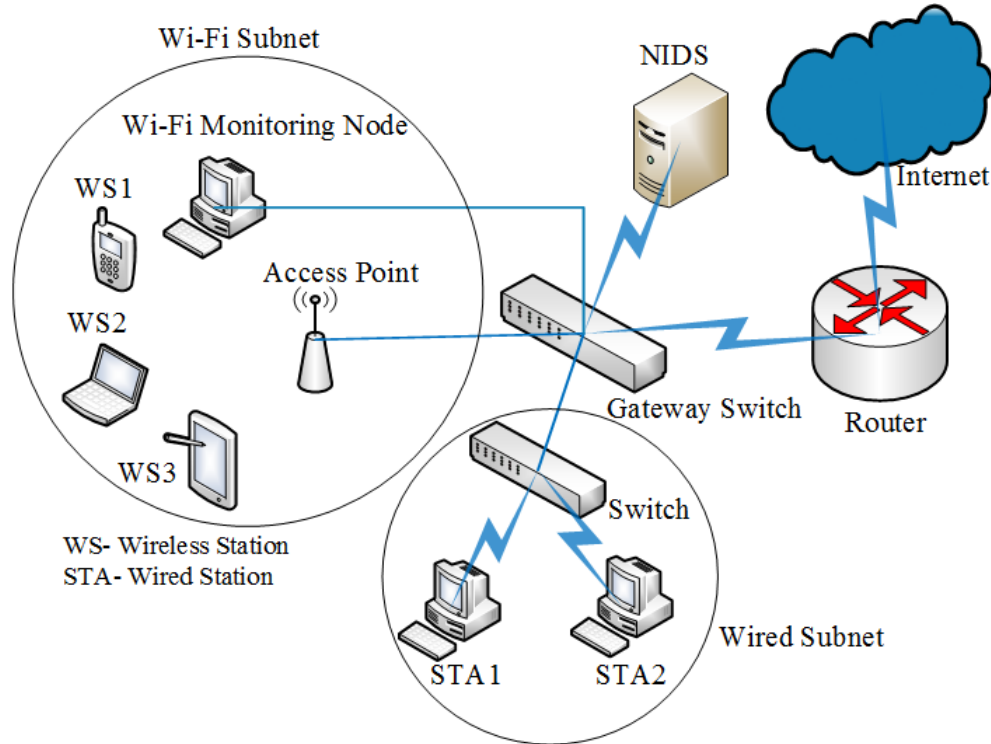 Wi-Fi Subnet
NIDS
Wi-Fi Monitoring Node
WS1
Internet
Access Point
WS2
Gateway Switch
Router
WS3
Switch
WS- Wireless Station
STA- Wired Station
Wired Subnet
STA1
STA2